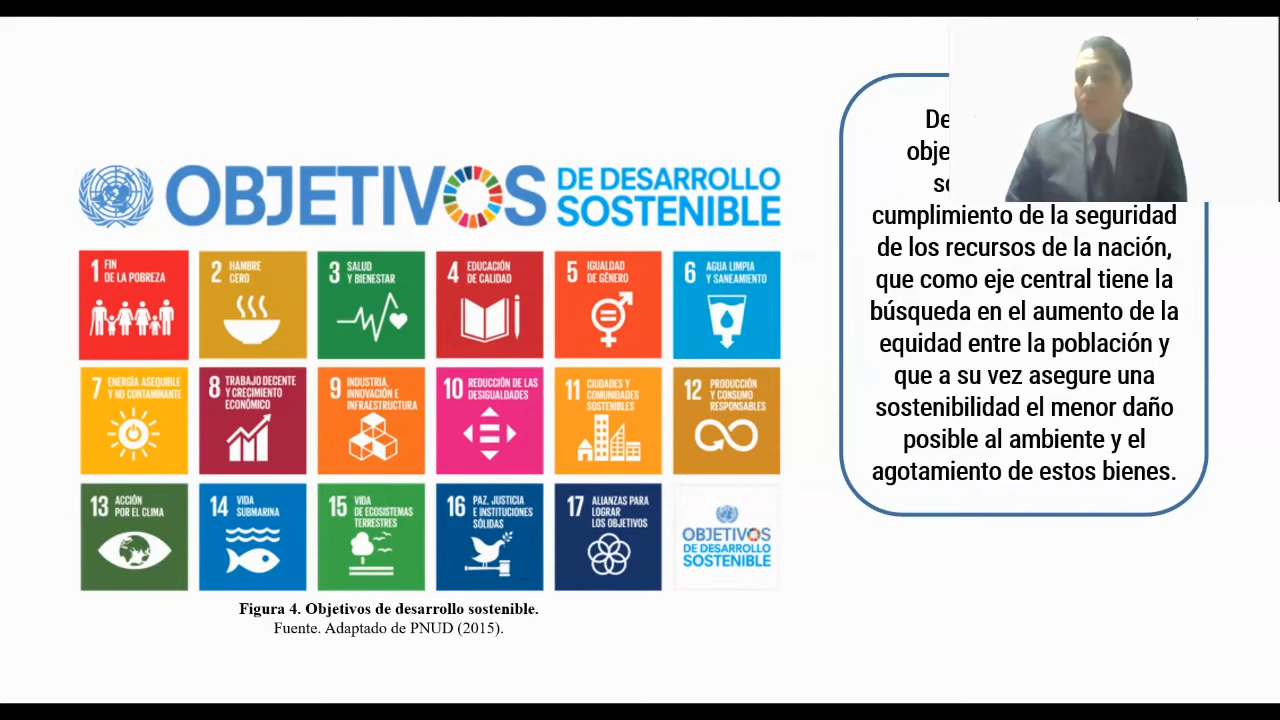 OBJETIVOS
DE DESARROLLO
SOSTENIBLE
1 FIN
DE LA POBREZA
2 HAMBRE
CERO
3 SALUD
Y BIENESTAR
4 EDUCACIÓN
DE CALIDAD
5 IGUALDAD
DE GÉNERO
6 AGUA LIMPIA
Y SANEAMIENTO
7 ENERGÍA ASEQUIBLE
Y NO CONTAMINANTE
8 TRABAJO DECENTE
Y CRECIMIENTO
ECONÓMICO
9 INDUSTRIA,
INNOVACIÓN E
INFRAESTRUCTURA
10 REDUCCIÓN DE LAS
DESIGUALDADES
11 CIUDADES Y
COMUNIDADES
SOSTENIBLES
12 PRODUCCIÓN
Y CONSUMO
RESPONSABLES
13 ACCIÓN
POR EL CLIMA
14 VIDA
SUBMARINA
15 VIDA
DE ECOSISTEMAS
TERRESTRES
16 PAZ, JUSTICIA
E INSTITUCIONES
SÓLIDAS
17 ALIANZAS PARA
LOGRAR
LOS OBJETIVOS
OBJETIVOS
DE DESARROLLO
SOSTENIBLE
Figura 4. Objetivos de desarrollo sostenible.
Fuente. Adaptado de PNUD (2015).
cumplimiento de la seguridad
de los recursos de la nación,
que como eje central tiene la
búsqueda en el aumento de la
equidad entre la población y
que a su vez asegure una
sostenibilidad el menor daño
posible al ambiente y el
agotamiento de estos bienes.